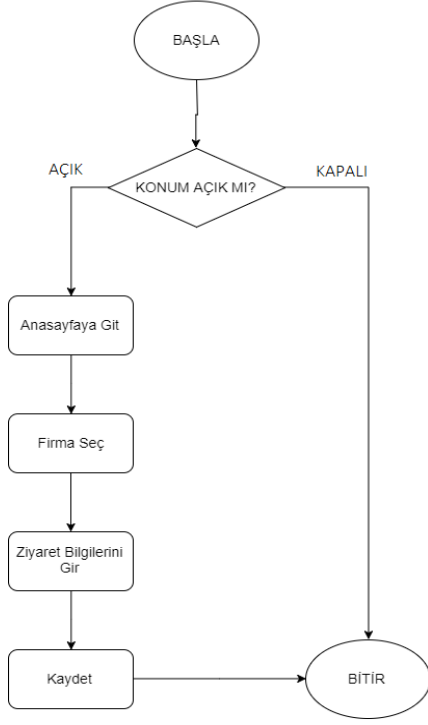 BAŞLA
AÇIK
KONUM AÇIK MI?
KAPALI
Anasayfaya Git
Firma Seç
Ziyaret Bilgilerini
Gir
Kaydet
BİTİR